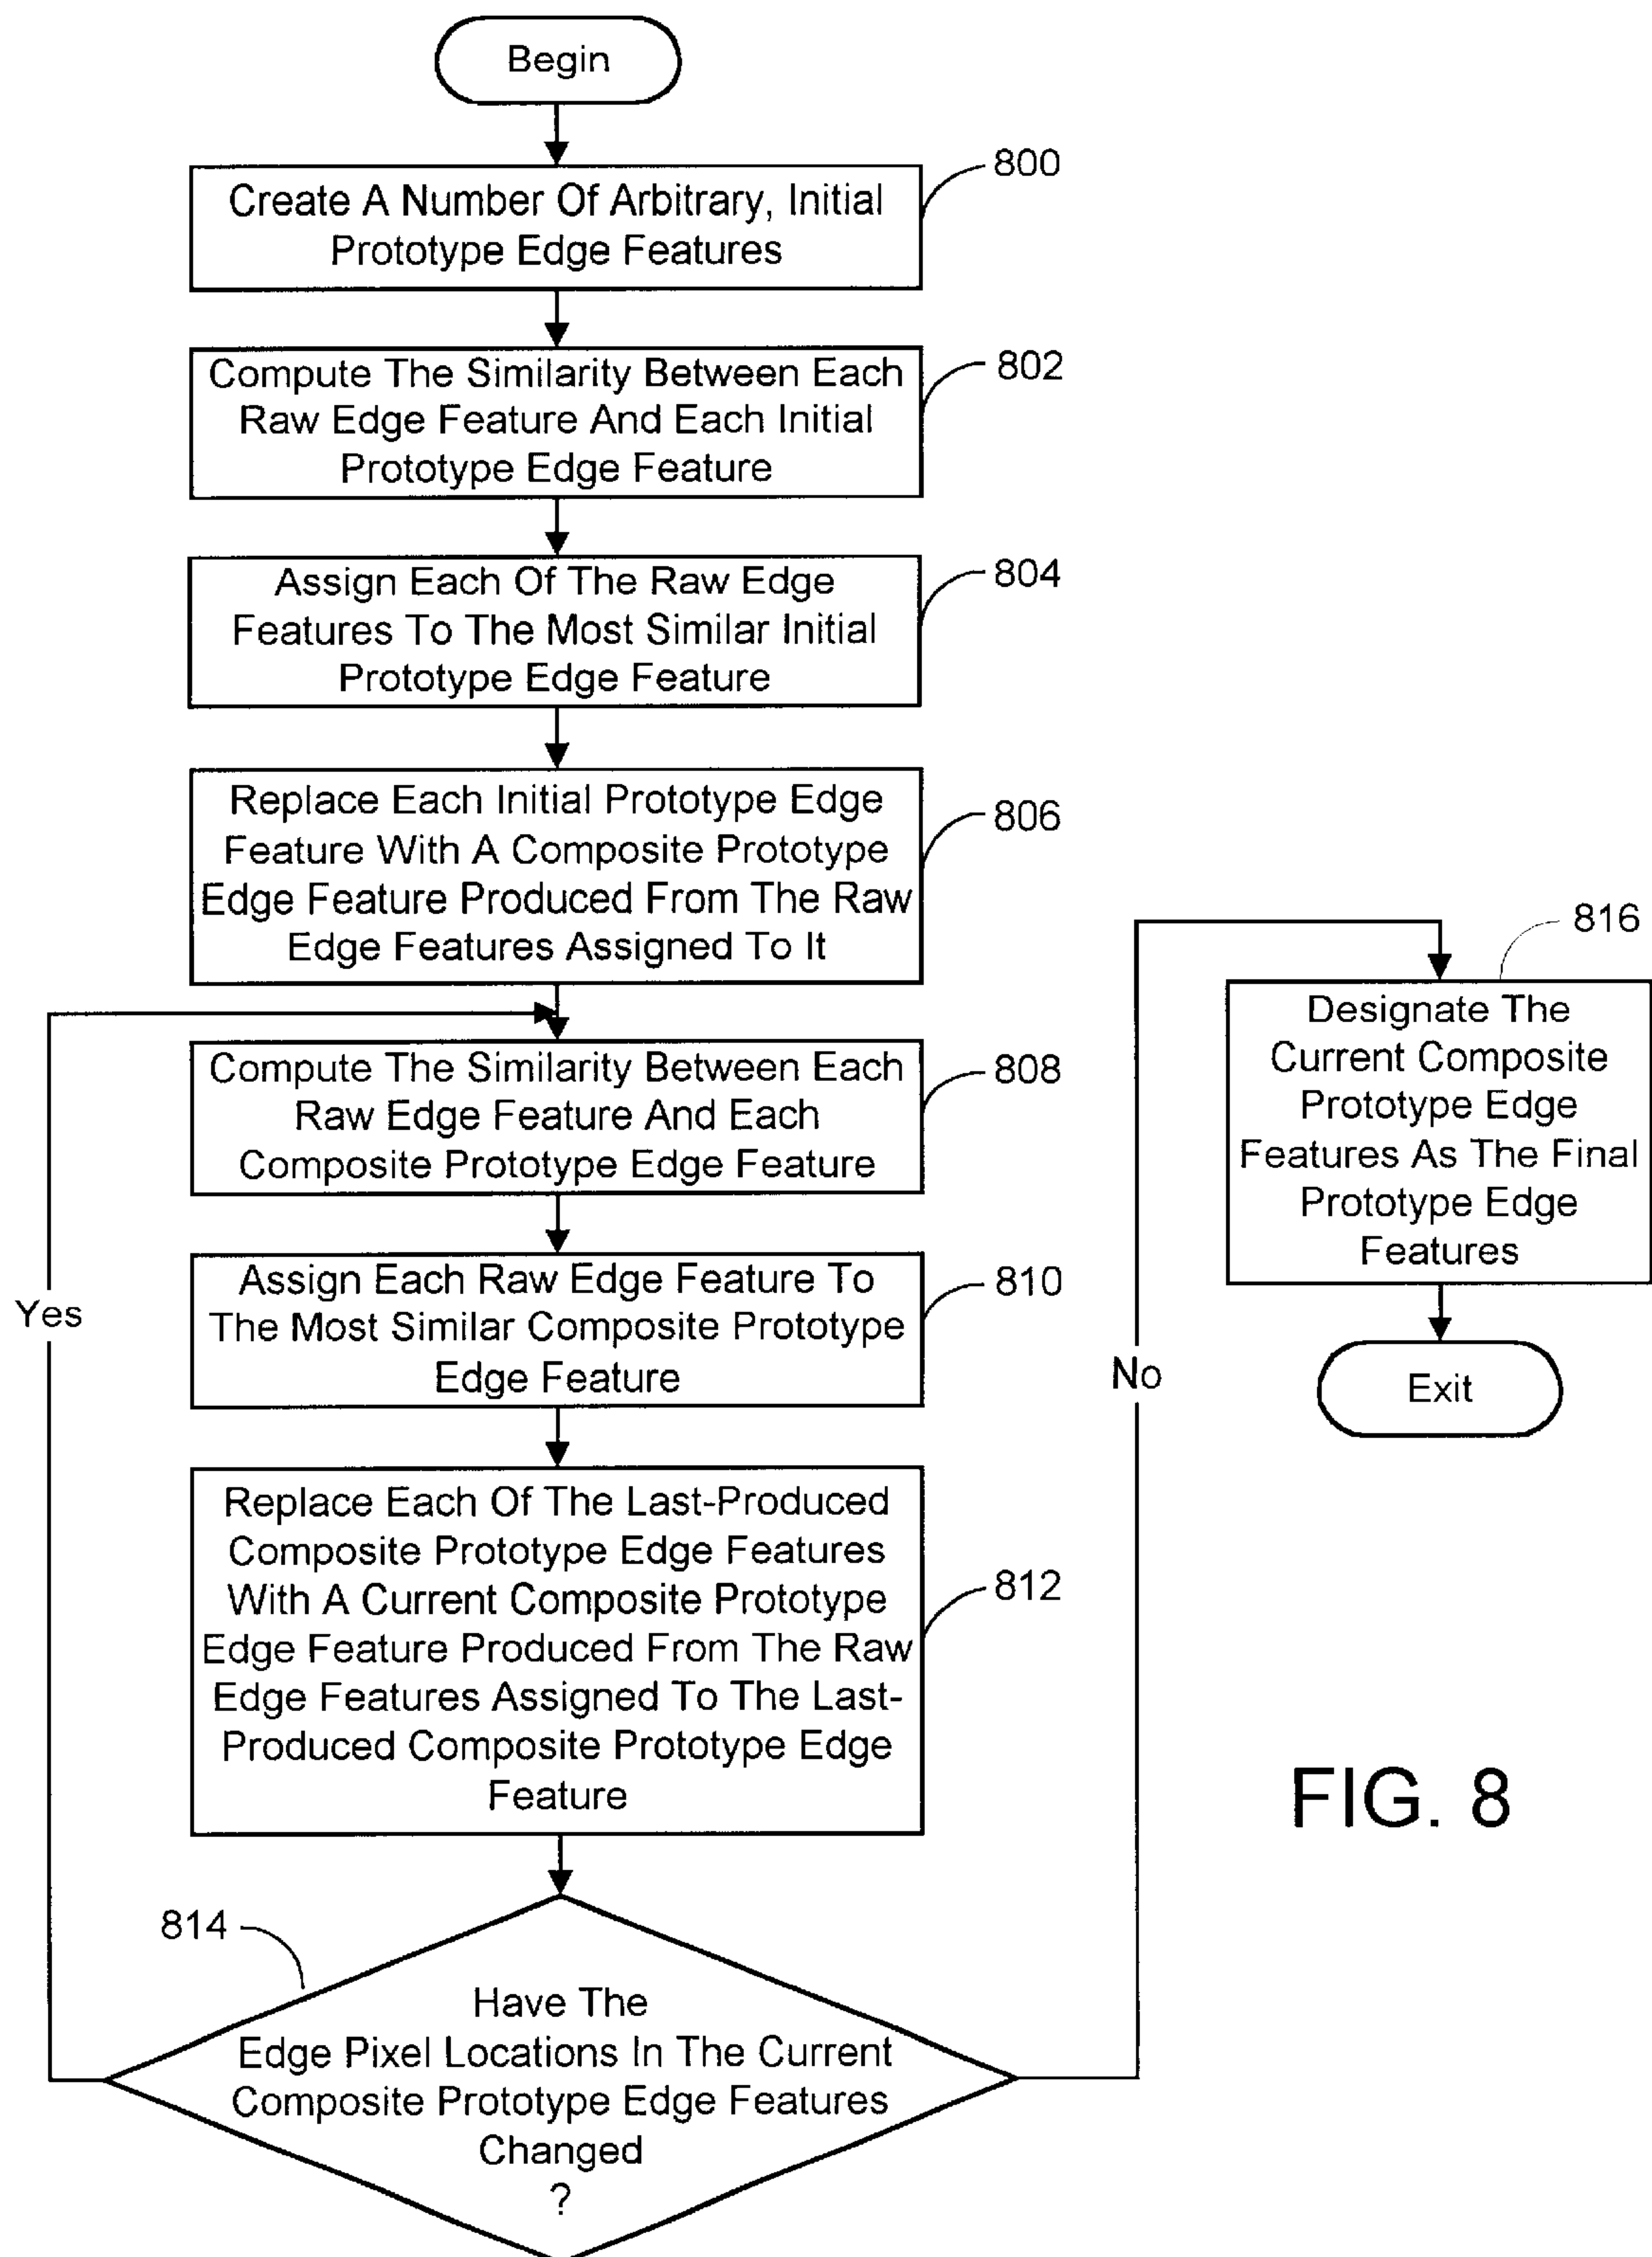 Begin
800
Create A Number Of Arbitrary, Initial
Prototype Edge Features
802
Compute The Similarity Between Each
Raw Edge Feature And Each Initial
Prototype Edge Feature
804
Assign Each Of The Raw Edge
Features To The Most Similar Initial
Prototype Edge Feature
806
Replace Each Initial Prototype Edge
Feature With A Composite Prototype
Edge Feature Produced From The Raw
Edge Features Assigned To It
808
Compute The Similarity Between Each
Raw Edge Feature And Each
Composite Prototype Edge Feature
810
Assign Each Raw Edge Feature To
The Most Similar Composite Prototype
Edge Feature
812
Replace Each Of The Last-Produced
Composite Prototype Edge Features
With A Current Composite Prototype
Edge Feature Produced From The Raw
Edge Features Assigned To The Last-
Produced Composite Prototype Edge
Feature
814
Have The
Edge Pixel Locations In The Current
Composite Prototype Edge Features
Changed
?
Yes
No
816
Designate The
Current Composite
Prototype Edge
Features As The Final
Prototype Edge
Features
Exit
FIG. 8